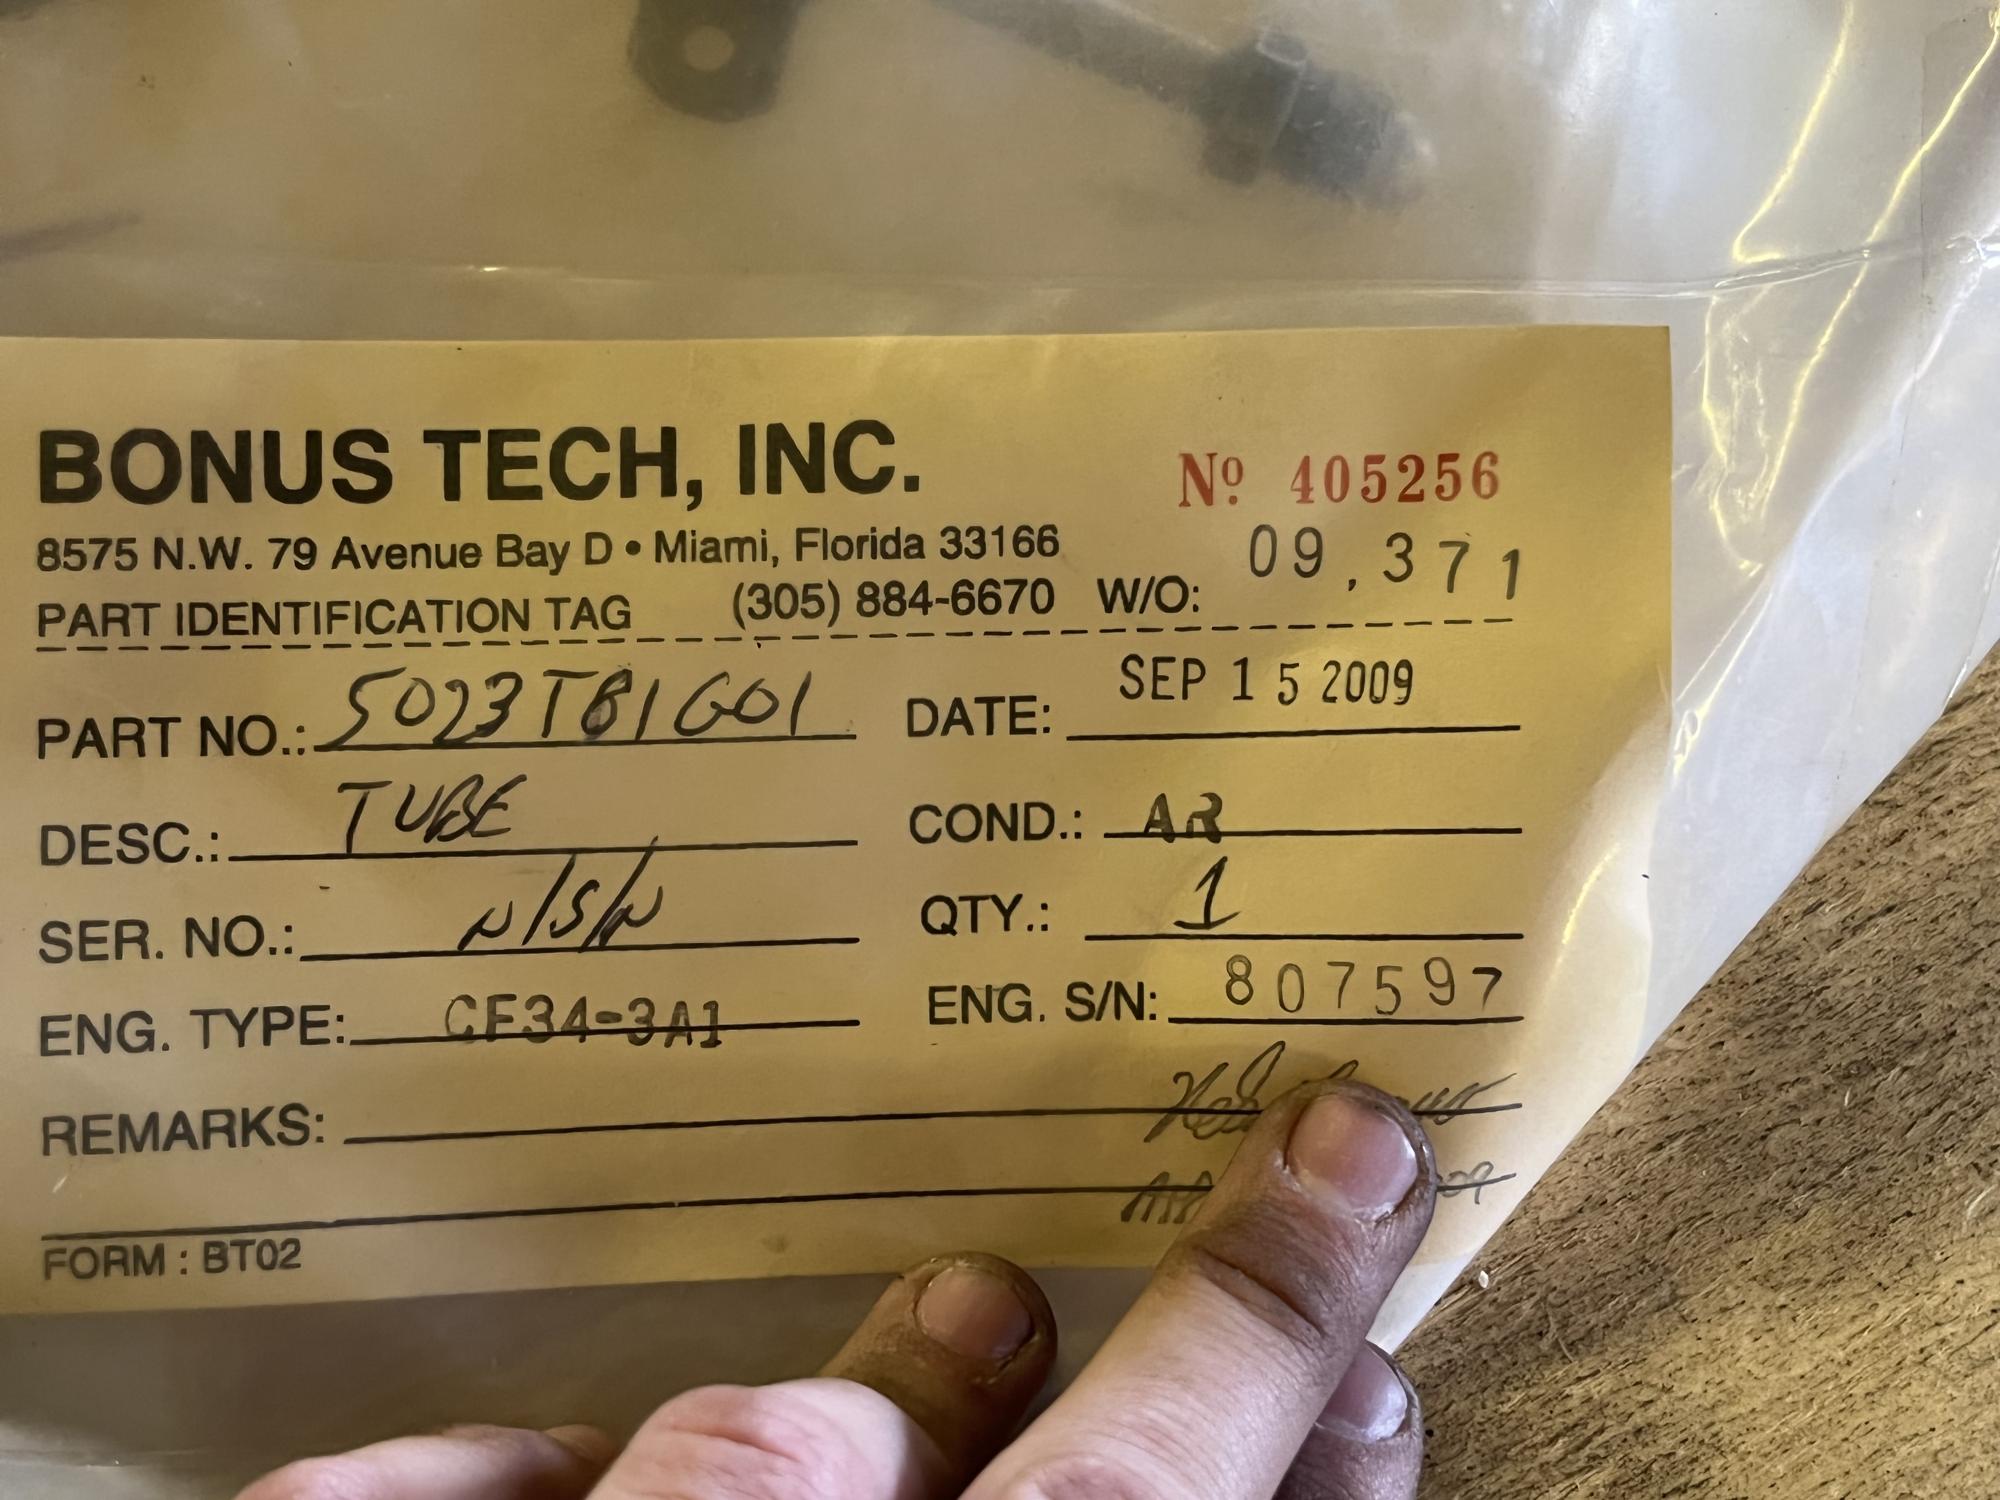 BONUS TECH, INC.
Nº 405256
8575 N.W. 79 Avenue Bay D • Miami, Florida 33166
PART IDENTIFICATION TAG (305) 884-6670 W/O: 09,371
PART NO.: 5023T81G01 DATE: SEP 15 2009
DESC.: TUBE COND.: AR
SER. NO.: N/S/N QTY.: 1
ENG. TYPE: CF34-3A1 ENG. S/N: 807597
REMARKS:
FORM : BT02